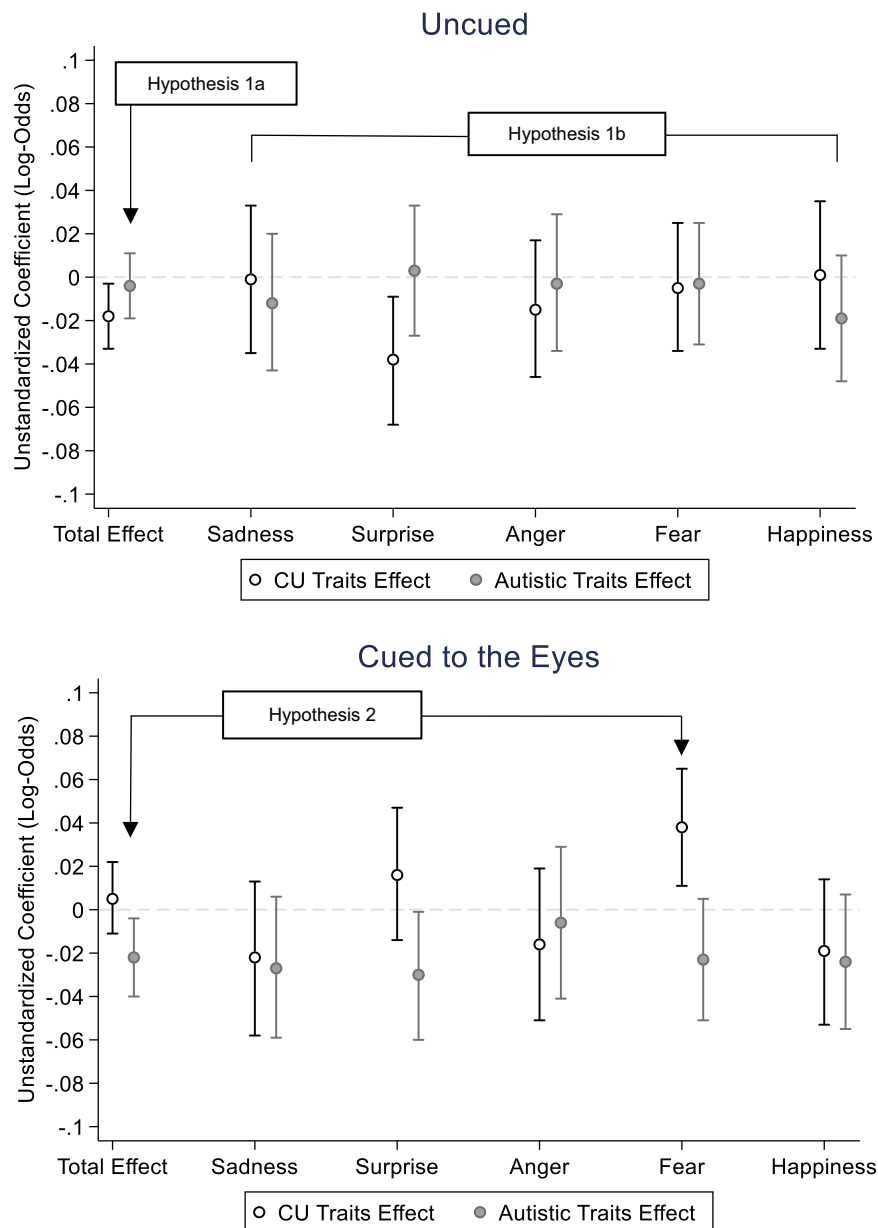 Uncued
Unstandardized Coefficient (Log-Odds)
.1
.08
.06
.04
.02
0
-.02
-.04
-.06
-.08
-.1
Hypothesis 1a
Hypothesis 1b
Total Effect Sadness Surprise Anger Fear Happiness
CU Traits Effect Autistic Traits Effect
Cued to the Eyes
Unstandardized Coefficient (Log-Odds)
.1
.08
.06
.04
.02
0
-.02
-.04
-.06
-.08
-.1
Hypothesis 2
Total Effect Sadness Surprise Anger Fear Happiness
CU Traits Effect Autistic Traits Effect